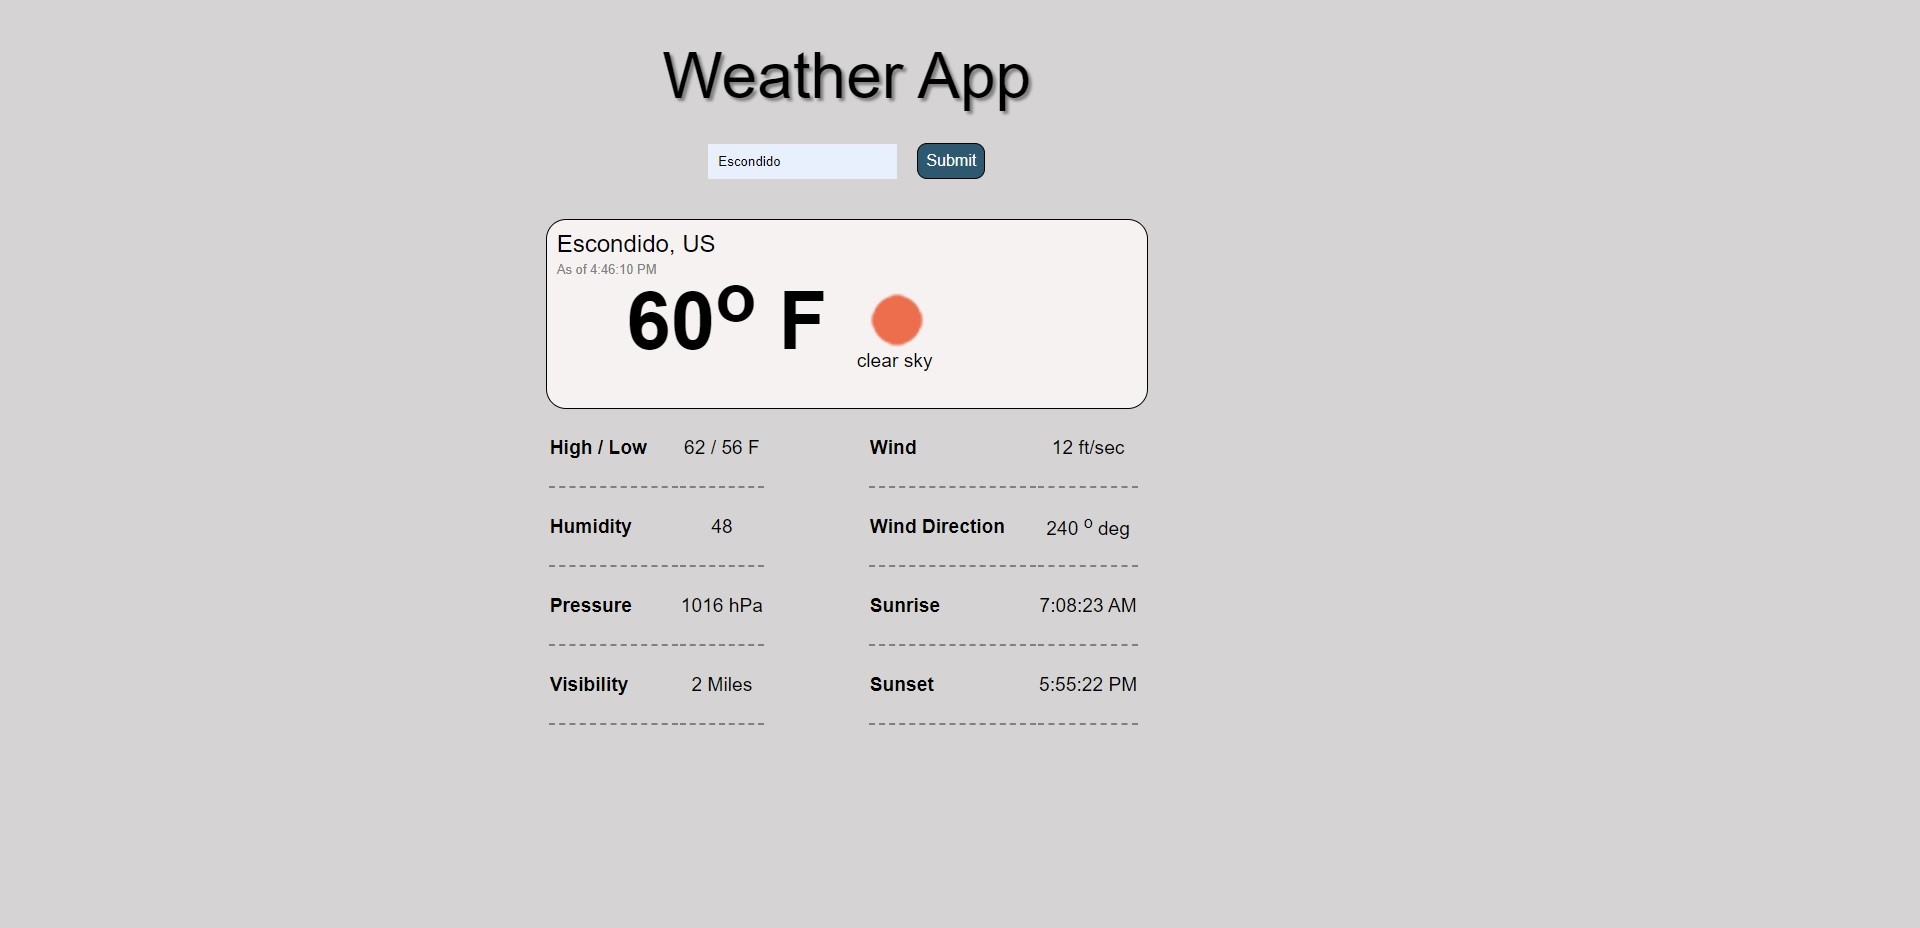 Weather App
Escondido Submit
Escondido, US
As of 4:46:10 PM
60º F
clear sky
High / Low 62 / 56 F Wind 12 ft/sec
Humidity 48 Wind Direction 240 º deg
Pressure 1016 hPa Sunrise 7:08:23 AM
Visibility 2 Miles Sunset 5:55:22 PM